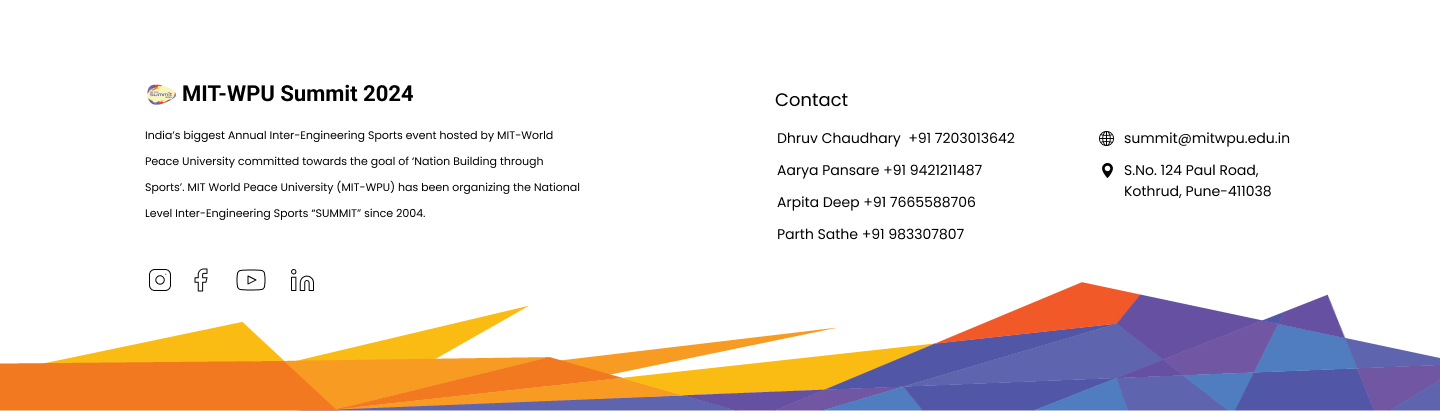 MIT-WPU Summit 2024
India's biggest Annual Inter-Engineering Sports event hosted by MIT-World
Peace University committed towards the goal of 'Nation Building through
Sports'. MIT World Peace University (MIT-WPU) has been organizing the National
Level Inter-Engineering Sports “SUMMIT” since 2004.
Contact
Dhruv Chaudhary +91 7203013642
Aarya Pansare +91 9421211487
Arpita Deep +91 7665588706
Parth Sathe +91 983307807
summit@mitwpu.edu.in
S.No. 124 Paul Road,
Kothrud, Pune-411038